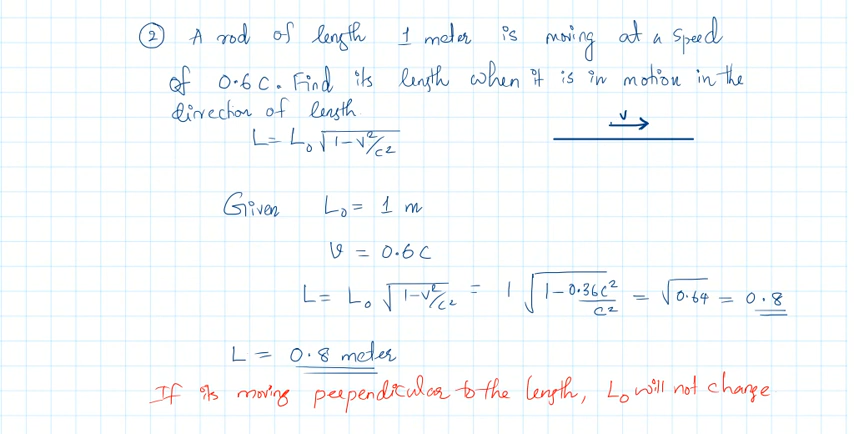 ② A rod of length 1 meter is moving at a speed
of 0.6c. Find its length when it is in motion in the
direction of length
L = L₀ √(1-v²/c²)
v
Given L₀ = 1 m
v = 0.6c
L = L₀ √(1-v²/c²) = 1 √(1-0.36c²/c²) = √0.64 = 0.8
L = 0.8 meter
If its moving perpendicular to the length, L₀ will not change